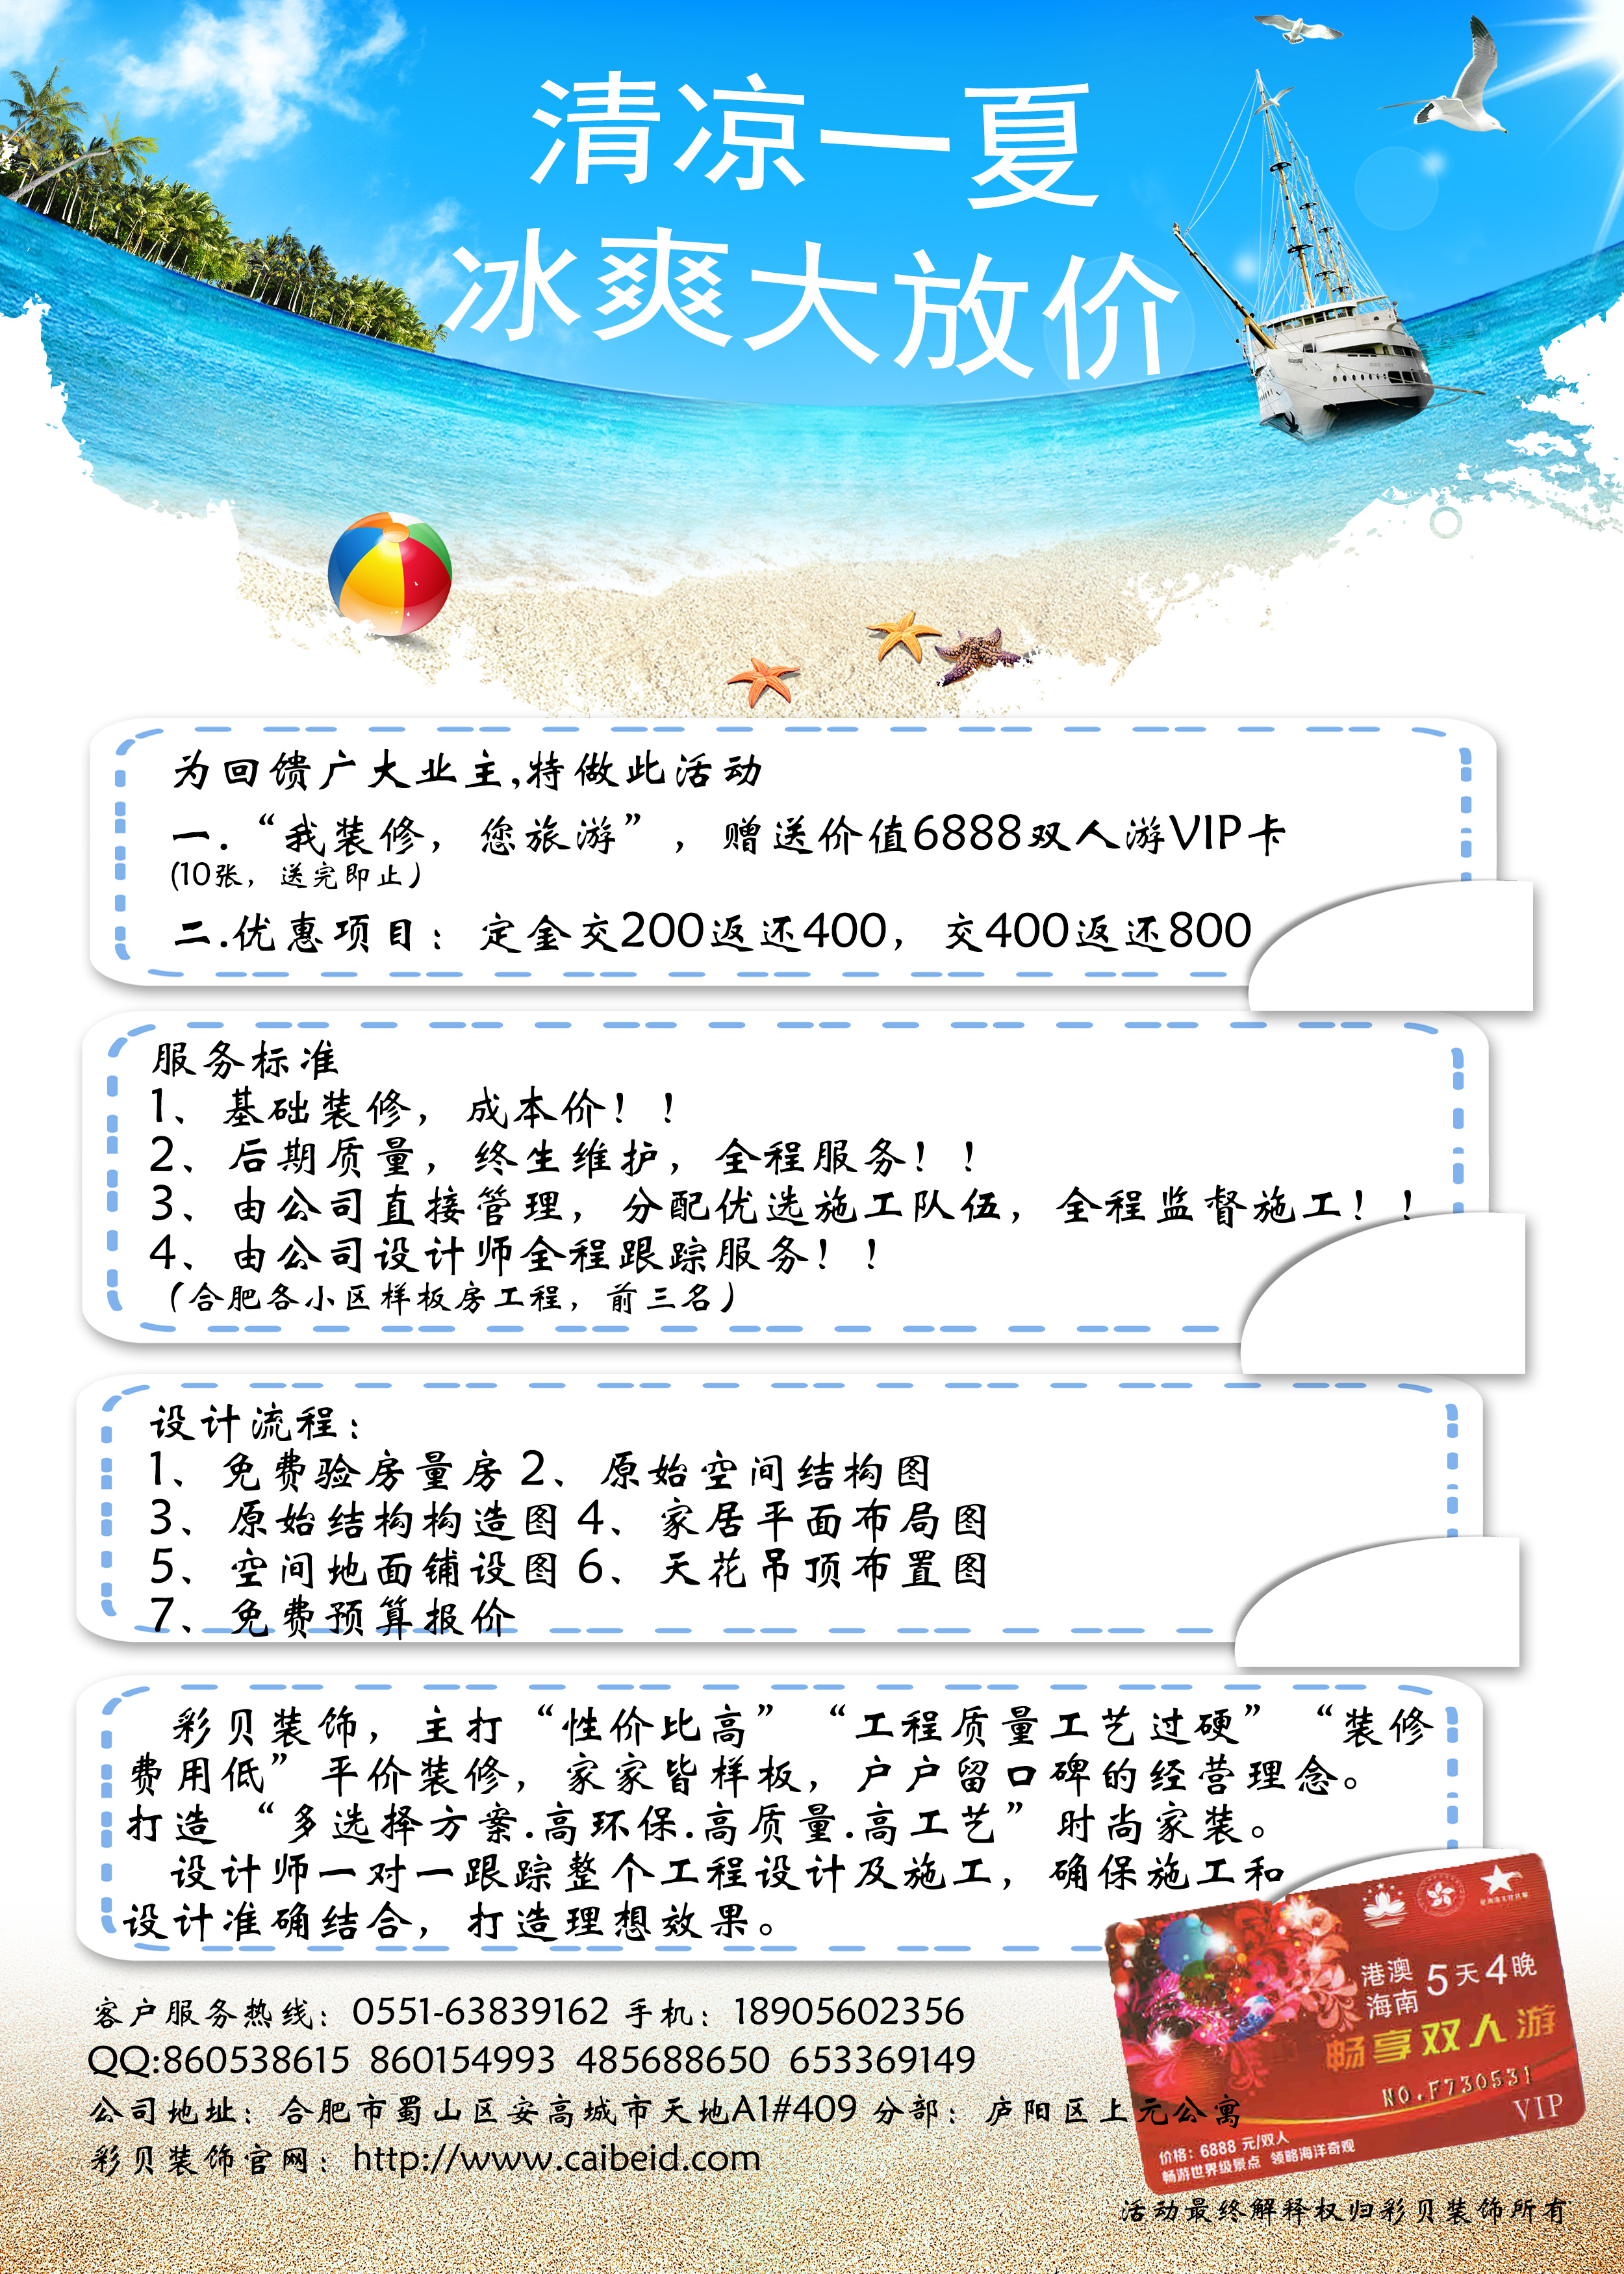 清凉一夏
冰爽大放价
为回馈广大业主,特做此活动
一.“我装修，您旅游”，赠送价值6888双人游VIP卡
(10张，送完即止)
二.优惠项目：定金交200返还400，交400返还800
服务标准
1、基础装修，成本价！！
2、后期质量，终生维护，全程服务！！
3、由公司直接管理，分配优选施工队伍，全程监督施工！！
4、由公司设计师全程跟踪服务！！
（合肥各小区样板房工程，前三名）
设计流程：
1、免费验房量房 2、原始空间结构图
3、原始结构构造图 4、家居平面布局图
5、空间地面铺设图 6、天花吊顶布置图
7、免费预算报价
彩贝装饰，主打“性价比高”“工程质量工艺过硬”“装修
费用低”平价装修，家家皆样板，户户留口碑的经营理念。
打造“多选择方案.高环保.高质量.高工艺”时尚家装。
设计师一对一跟踪整个工程设计及施工，确保施工和
设计准确结合，打造理想效果。
客户服务热线：0551-63839162 手机：18905602356
QQ:860538615 860154993 485688650 653369149
公司地址：合肥市蜀山区安高城市天地A1#409 分部：庐阳区上元公寓
彩贝装饰官网：http://www.caibeid.com
港澳
海南 5天4晚
畅享双人游
NO.F730531
VIP
价格：6888 元/双人
畅游世界级景点 领略海洋奇观
活动最终解释权归彩贝装饰所有